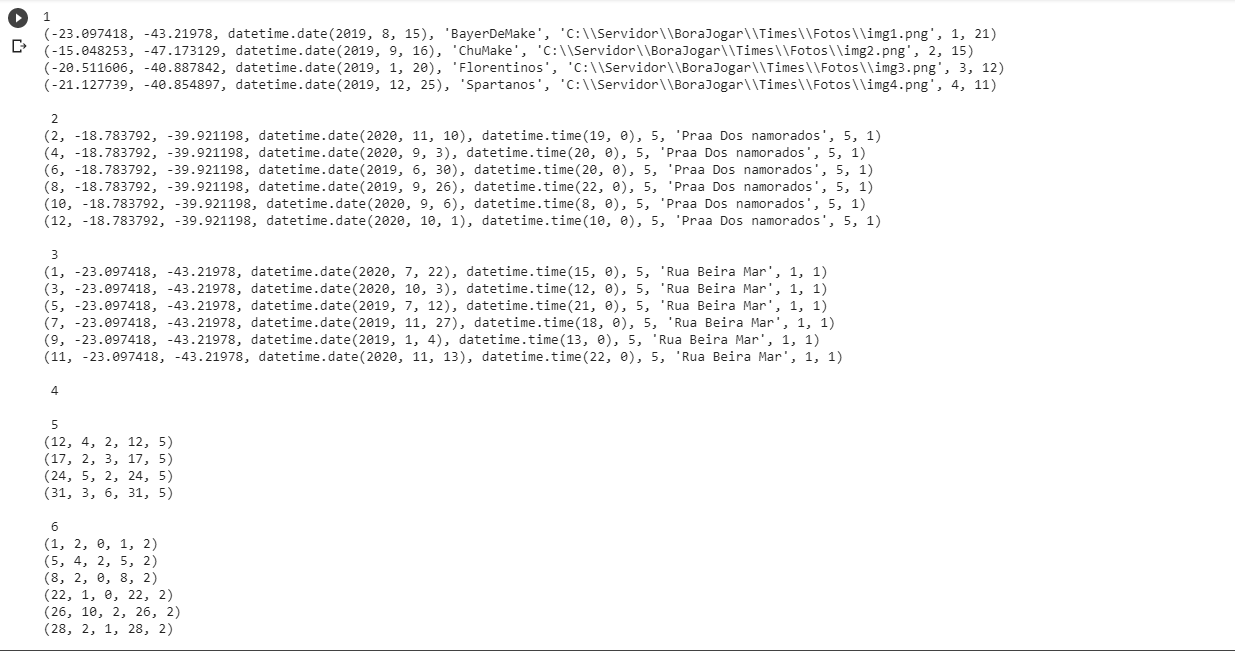 1
(-23.097418, -43.21978, datetime.date(2019, 8, 15), 'BayerDeMake', 'C:\\Servidor\\BoraJogar\\Times\\Fotos\\img1.png', 1, 21)
(-15.048253, -47.173129, datetime.date(2019, 9, 16), 'ChuMake', 'C:\\Servidor\\BoraJogar\\Times\\Fotos\\img2.png', 2, 15)
(-20.511606, -40.887842, datetime.date(2019, 1, 20), 'Florentinos', 'C:\\Servidor\\BoraJogar\\Times\\Fotos\\img3.png', 3, 12)
(-21.127739, -40.854897, datetime.date(2019, 12, 25), 'Spartanos', 'C:\\Servidor\\BoraJogar\\Times\\Fotos\\img4.png', 4, 11)
2
(2, -18.783792, -39.921198, datetime.date(2020, 11, 10), datetime.time(19, 0), 5, 'Praa Dos namorados', 5, 1)
(4, -18.783792, -39.921198, datetime.date(2020, 9, 3), datetime.time(20, 0), 5, 'Praa Dos namorados', 5, 1)
(6, -18.783792, -39.921198, datetime.date(2019, 6, 30), datetime.time(20, 0), 5, 'Praa Dos namorados', 5, 1)
(8, -18.783792, -39.921198, datetime.date(2019, 9, 26), datetime.time(22, 0), 5, 'Praa Dos namorados', 5, 1)
(10, -18.783792, -39.921198, datetime.date(2020, 9, 6), datetime.time(8, 0), 5, 'Praa Dos namorados', 5, 1)
(12, -18.783792, -39.921198, datetime.date(2020, 10, 1), datetime.time(10, 0), 5, 'Praa Dos namorados', 5, 1)
3
(1, -23.097418, -43.21978, datetime.date(2020, 7, 22), datetime.time(15, 0), 5, 'Rua Beira Mar', 1, 1)
(3, -23.097418, -43.21978, datetime.date(2020, 10, 3), datetime.time(12, 0), 5, 'Rua Beira Mar', 1, 1)
(5, -23.097418, -43.21978, datetime.date(2019, 7, 12), datetime.time(21, 0), 5, 'Rua Beira Mar', 1, 1)
(7, -23.097418, -43.21978, datetime.date(2019, 11, 27), datetime.time(18, 0), 5, 'Rua Beira Mar', 1, 1)
(9, -23.097418, -43.21978, datetime.date(2019, 1, 4), datetime.time(13, 0), 5, 'Rua Beira Mar', 1, 1)
(11, -23.097418, -43.21978, datetime.date(2020, 11, 13), datetime.time(22, 0), 5, 'Rua Beira Mar', 1, 1)
4
5
(12, 4, 2, 12, 5)
(17, 2, 3, 17, 5)
(24, 5, 2, 24, 5)
(31, 3, 6, 31, 5)
6
(1, 2, 0, 1, 2)
(5, 4, 2, 5, 2)
(8, 2, 0, 8, 2)
(22, 1, 0, 22, 2)
(26, 10, 2, 26, 2)
(28, 2, 1, 28, 2)